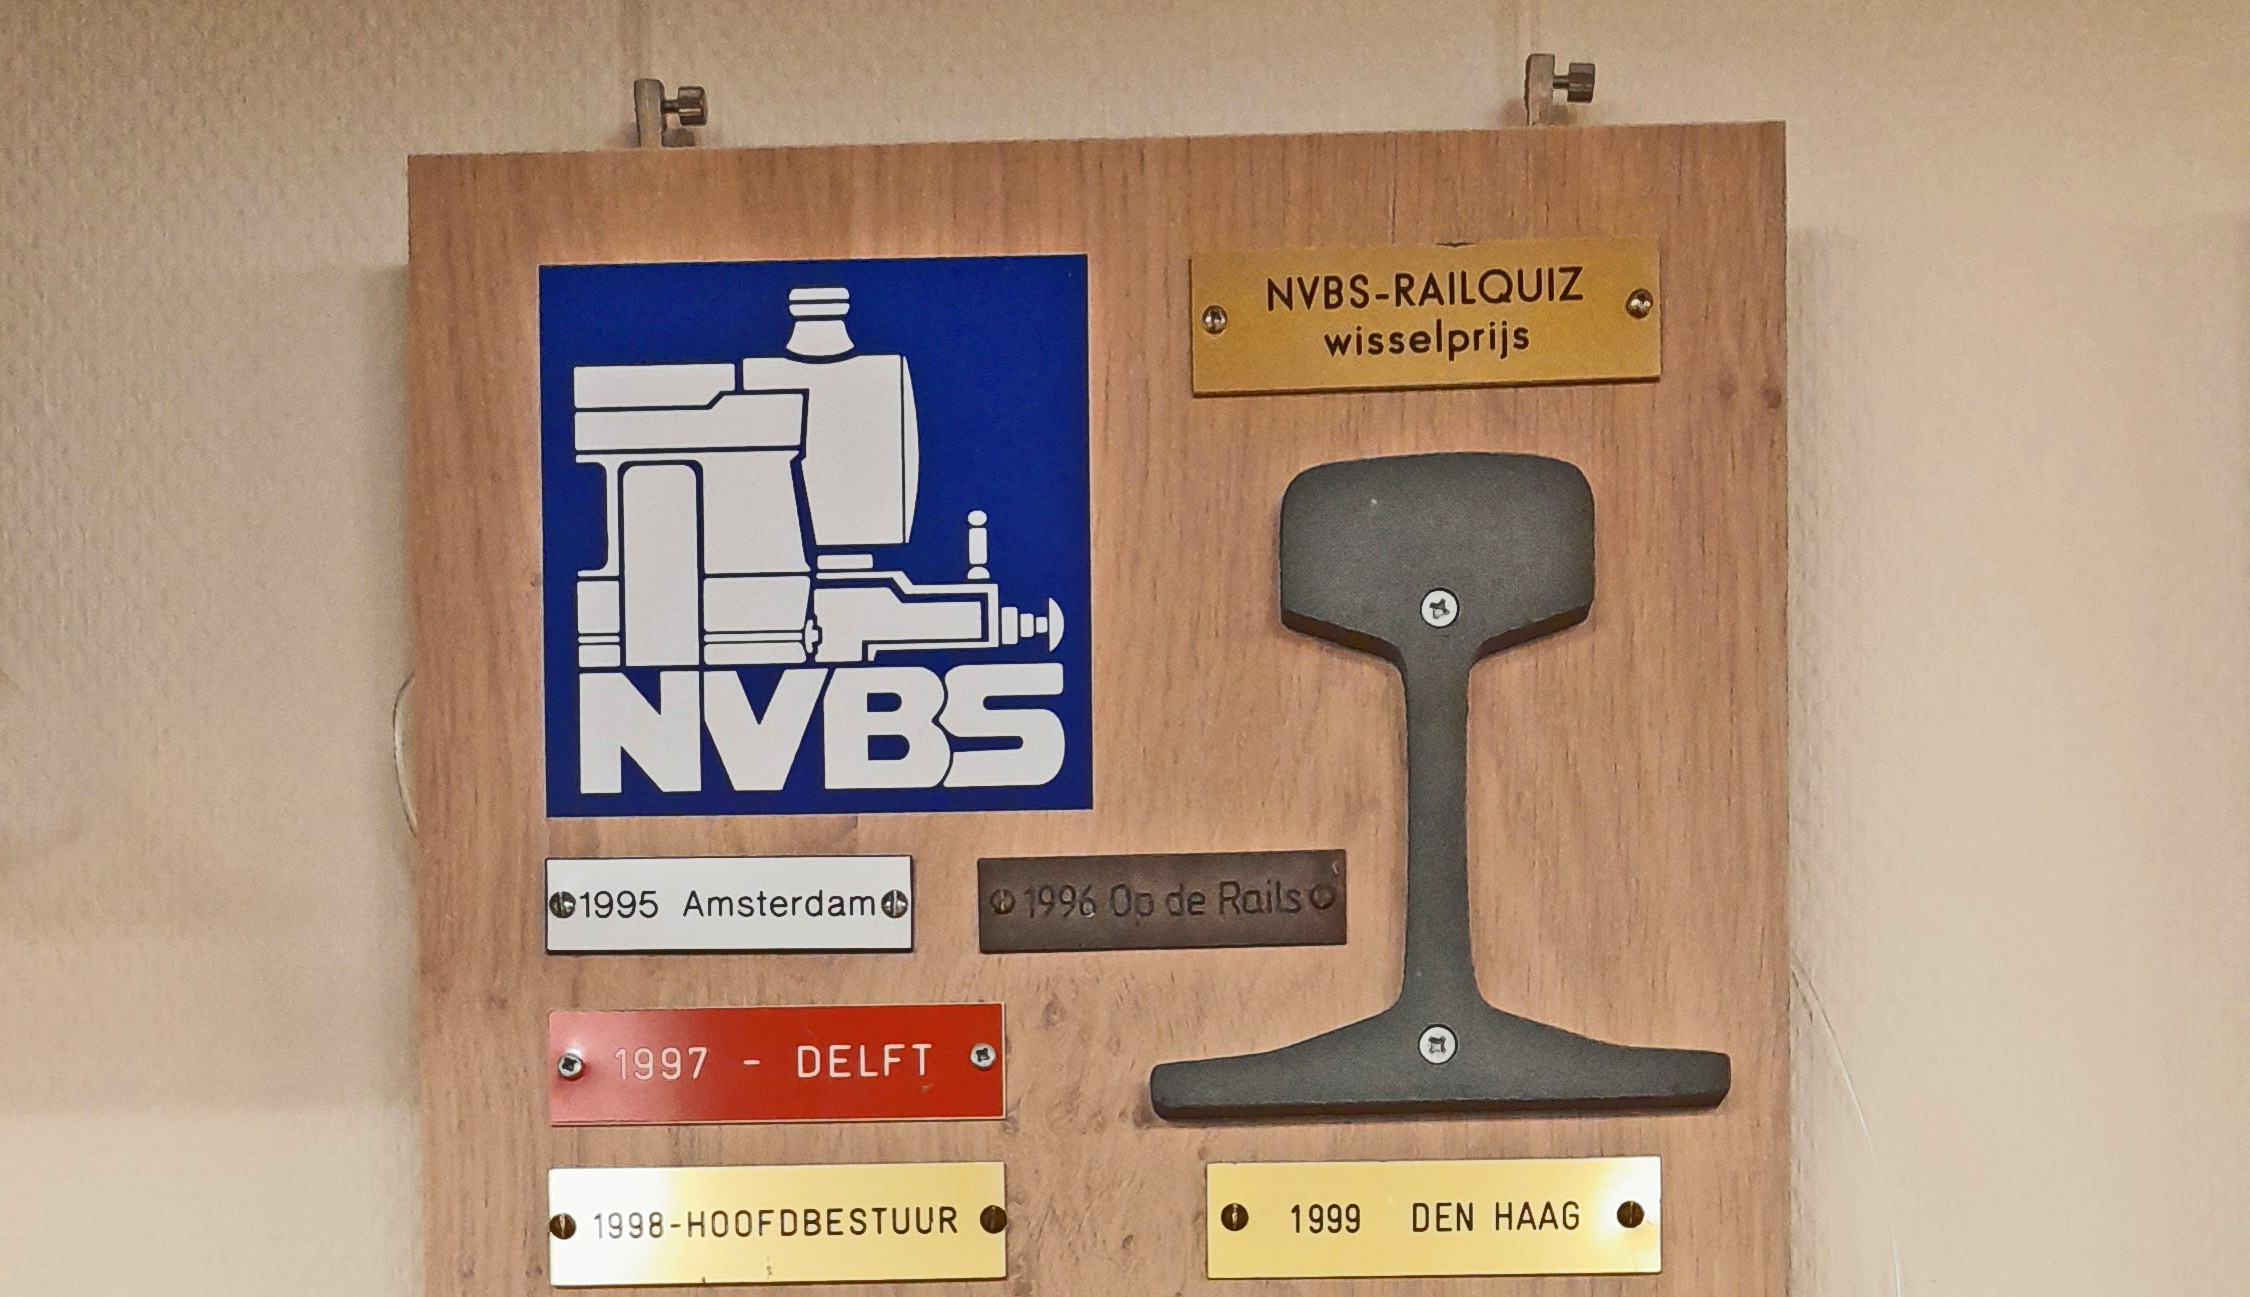 NVBS-RAILQUIZ
wisselprijs
NVBS
1995 Amsterdam
1996 Op de Rails
1997 - DELFT
1998-HOOFDBESTUUR
1999 DEN HAAG